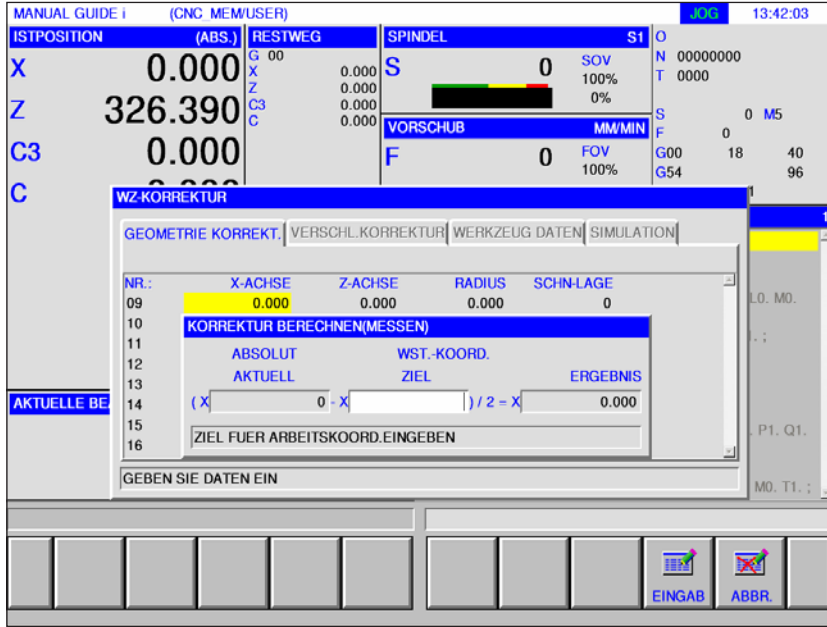 MANUAL GUIDE i (CNC_MEM/USER) JOG 13:42:03
ISTPOSITION (ABS.)
X 0.000
Z 326.390
C3 0.000
C
RESTWEG
G 00
X 0.000
Z 0.000
C3 0.000
C 0.000
SPINDEL S1
S 0 SOV
100%
0%
VORSCHUB MM/MIN
F 0 FOV
100%
O
N 00000000
T 0000
S 0 M5
F 0
G00 18 40
G54 96
1
1
L0. M0.
. ;
. P1. Q1.
M0. T1. ;
AKTUELLE BE
WZ-KORREKTUR
GEOMETRIE KORREKT. VERSCHL.KORREKTUR WERKZEUG DATEN SIMULATION
NR.: X-ACHSE Z-ACHSE RADIUS SCHN-LAGE
09 0.000 0.000 0.000 0
10
11
12
13
14
15
16
KORREKTUR BERECHNEN(MESSEN)
ABSOLUT WST.-KOORD.
AKTUELL ZIEL ERGEBNIS
( X 0 - X ) / 2 = X 0.000
ZIEL FUER ARBEITSKOORD.EINGEBEN
GEBEN SIE DATEN EIN
EINGAB ABBR.